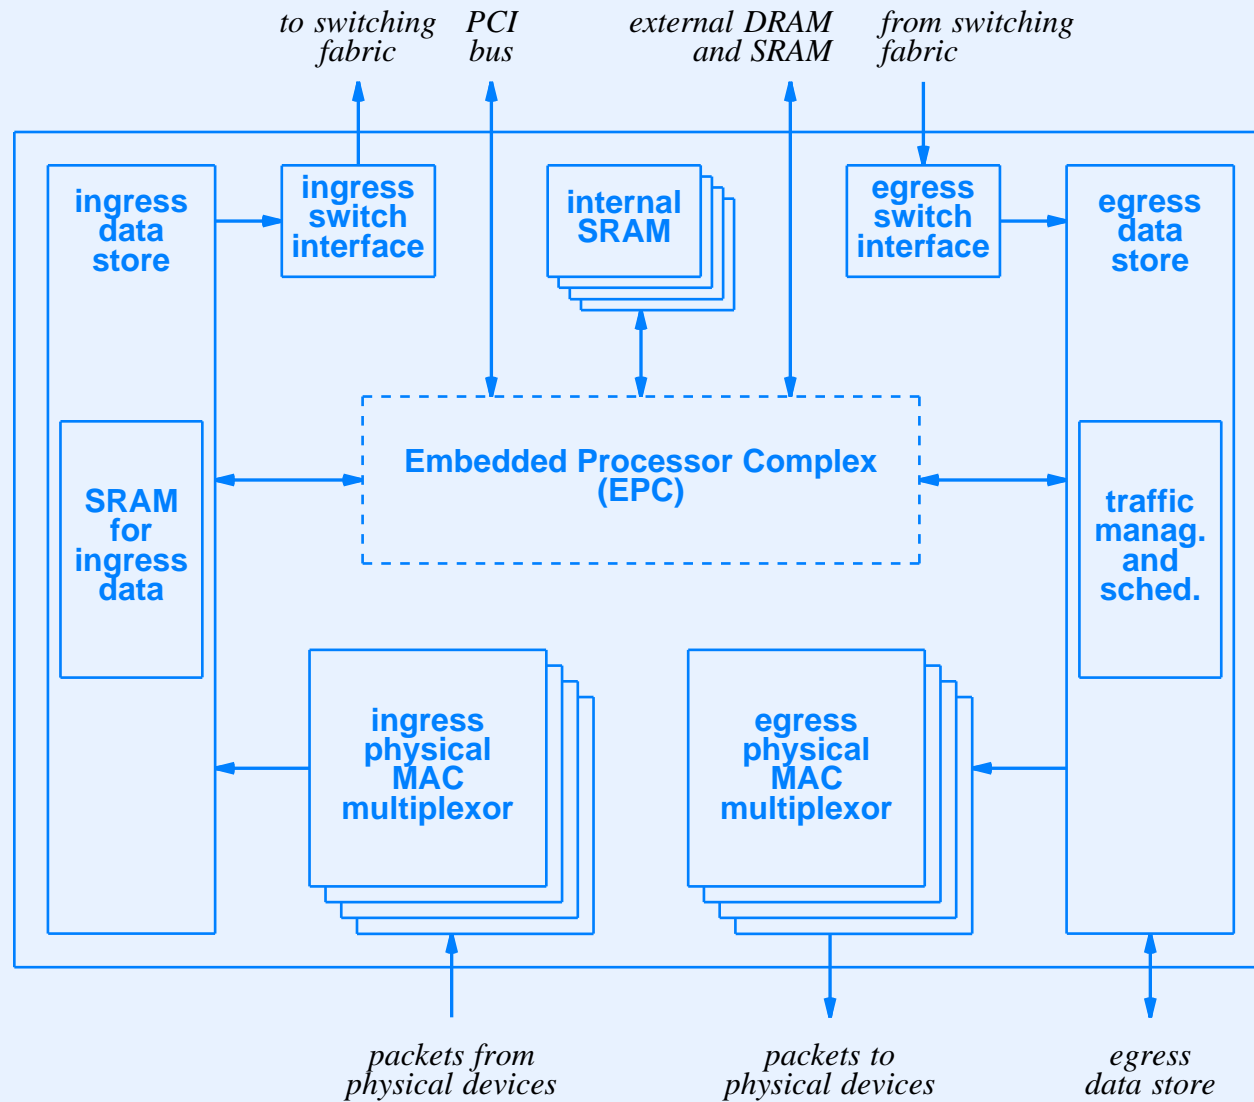 to switching
fabric
PCI
bus
external DRAM
and SRAM
from switching
fabric
ingress
data
store
ingress
switch
interface
internal
SRAM
egress
switch
interface
egress
data
store
SRAM
for
ingress
data
Embedded Processor Complex
(EPC)
traffic
manag.
and
sched.
ingress
physical
MAC
multiplexor
egress
physical
MAC
multiplexor
packets from
physical devices
packets to
physical devices
egress
data store